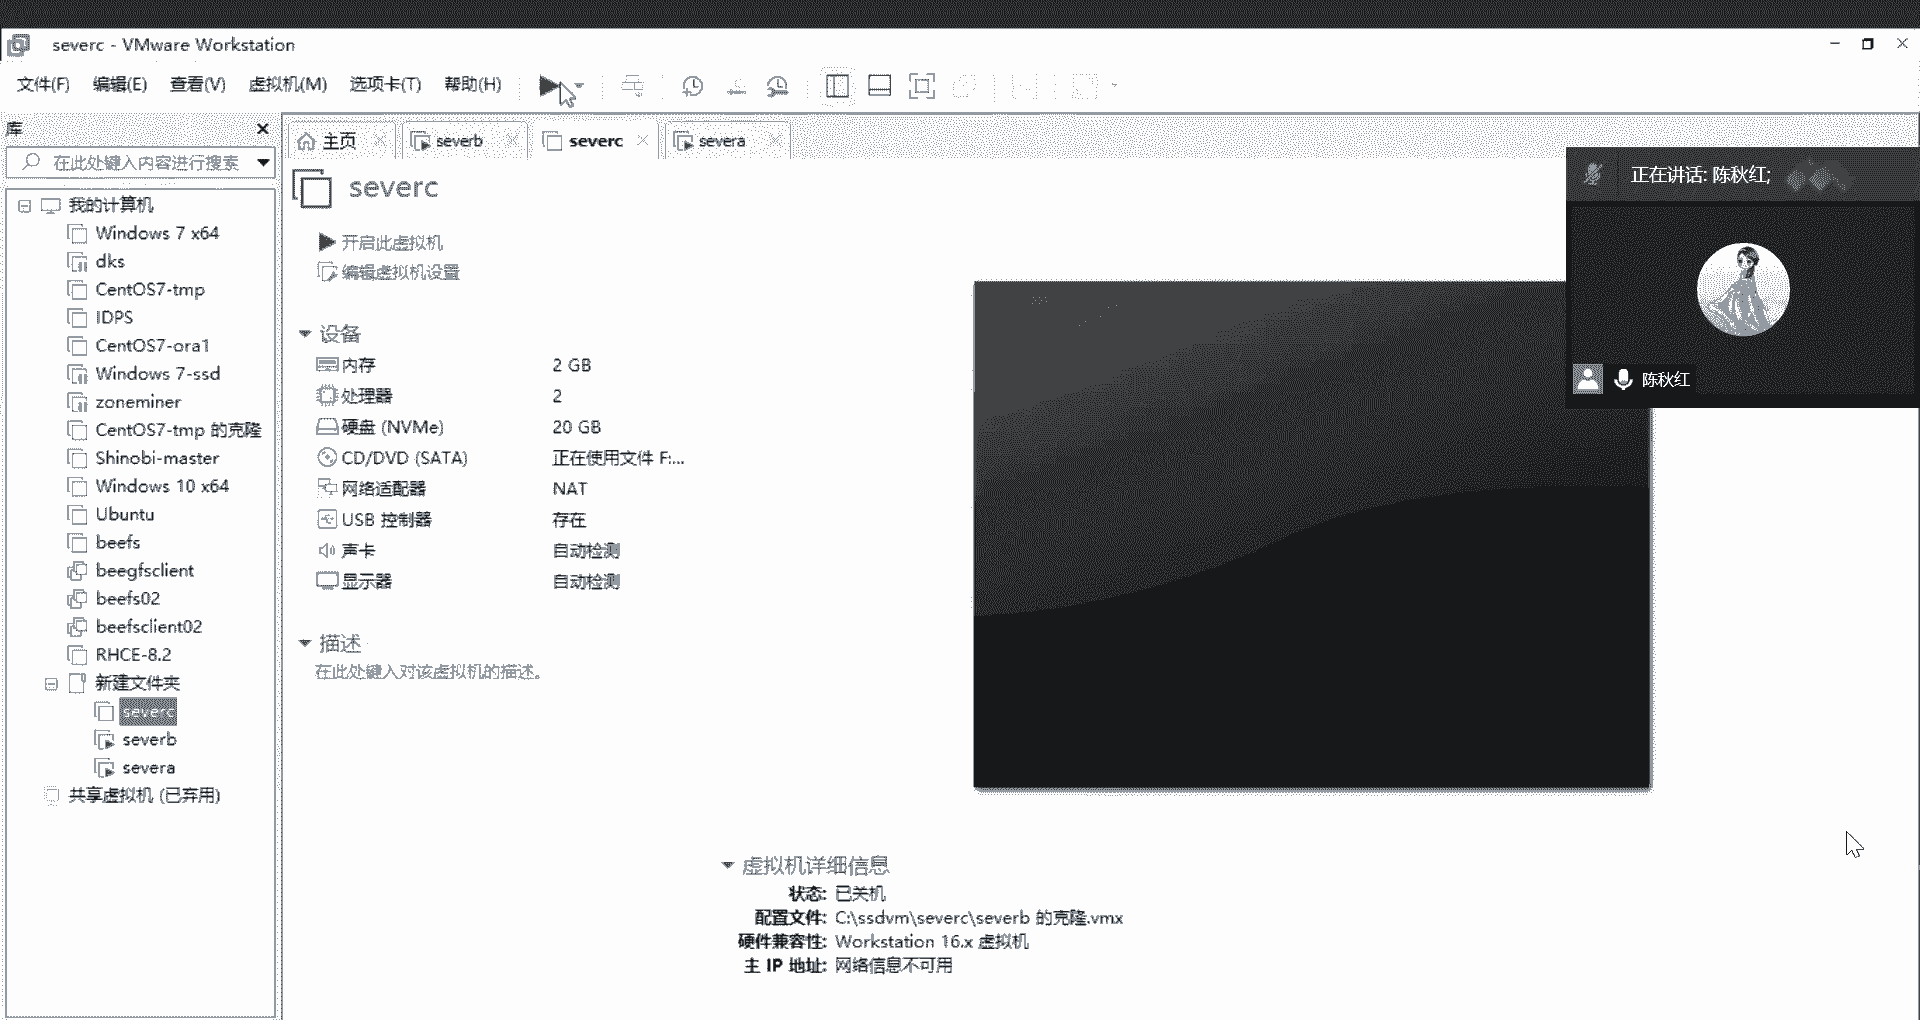 severc - VMware Workstation
文件(F) 编辑(E) 查看(V) 虚拟机(M) 选项卡(T) 帮助(H)
库
在此处键入内容进行搜索
我的计算机
Windows 7 x64
dks
CentOS7-tmp
IDPS
CentOS7-ora1
Windows 7-ssd
zoneminer
CentOS7-tmp 的克隆
Shinobi-master
Windows 10 x64
Ubuntu
beefs
beegfsclient
beefs02
beefsclient02
RHCE-8.2
新建文件夹
severc
severb
severa
共享虚拟机 (已弃用)
主页 severb severc severa
severc
开启此虚拟机
编辑虚拟机设置
设备
内存 2 GB
处理器 2
硬盘 (NVMe) 20 GB
CD/DVD (SATA) 正在使用文件 F:...
网络适配器 NAT
USB 控制器 存在
声卡 自动检测
显示器 自动检测
描述
在此处键入对该虚拟机的描述。
虚拟机详细信息
状态: 已关机
配置文件: C:\ssdvm\severc\severb 的克隆.vmx
硬件兼容性: Workstation 16.x 虚拟机
主 IP 地址: 网络信息不可用
正在讲话: 陈秋红;
陈秋红